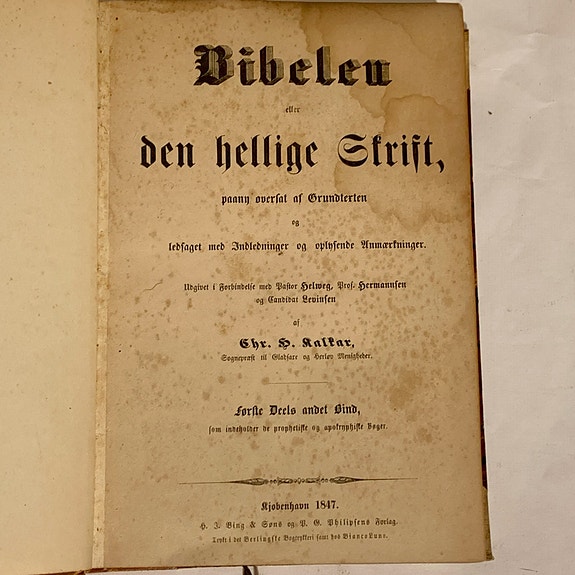 Bibelen
eller
den hellige Skrift,
paany oversat af Grundtexten
og
ledsaget med Indledninger og oplysende Anmærkninger.
Udgivet i Forbindelse med Pastor Helweg, Prof. Hermannsen
og Candidat Levinsen
af
Chr. H. Kalkar,
Sognepræst til Gladsaxe og Herløv Menigheder.
Første Deels andet Bind,
som indeholder de prophetiske og apokryphiske Bøger.
Kjøbenhavn 1847.
H. I. Bing & Søns og P. G. Philipsens Forlag.
Trykt i det Berlingske Bogtrykkeri samt hos Bianco Luno.